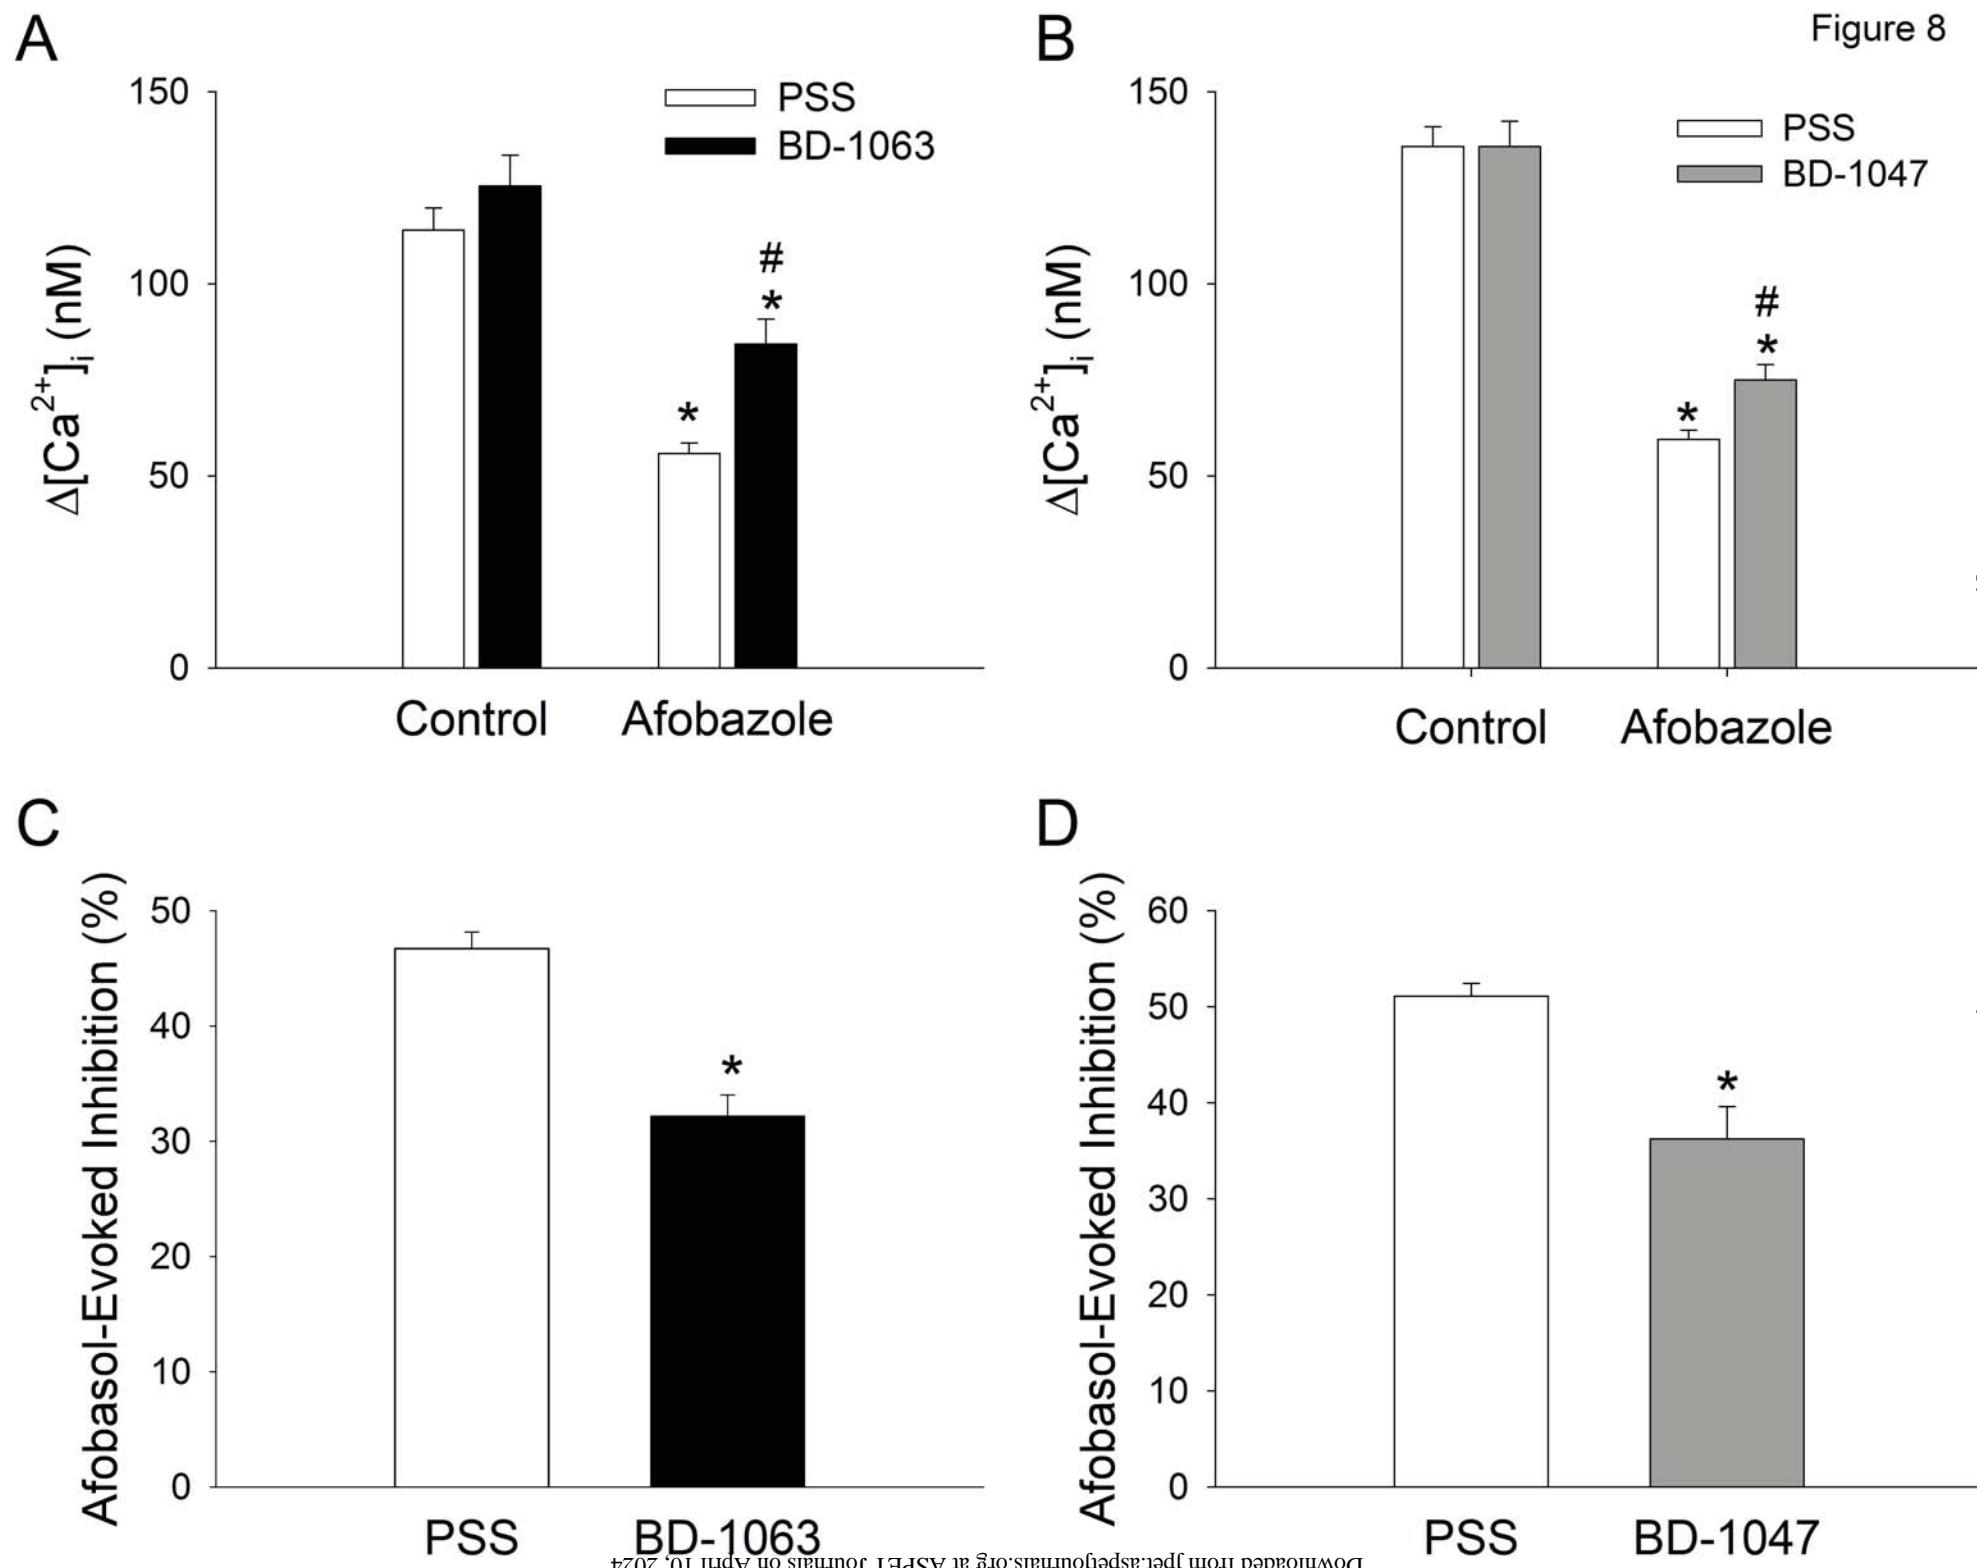 Figure 8
A
150
100
50
0
Δ[Ca2+]i (nM)
PSS
BD-1063
#
*
*
Control
Afobazole
B
150
100
50
0
Δ[Ca2+]i (nM)
PSS
BD-1047
#
*
*
Control
Afobazole
C
50
40
30
20
10
0
Afobasol-Evoked Inhibition (%)
*
PSS
BD-1063
D
60
50
40
30
20
10
0
Afobasol-Evoked Inhibition (%)
*
PSS
BD-1047
Downloaded from jpet.aspetjournals.org at ASPET Journals on April 10, 2024